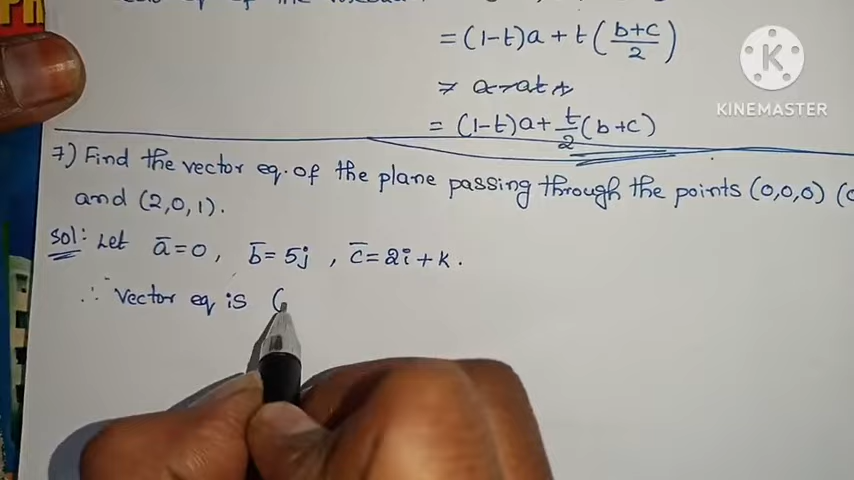 = (1-t)a + t(b+c/2)
= (1-t)a + t/2 (b+c)
7) Find the vector eq. of the plane passing through the points (0,0,0)
and (2,0,1).
Sol: Let a̅ = 0, b̅ = 5j, c̅ = 2i + k.
∴ Vector eq is (
KINEMASTER